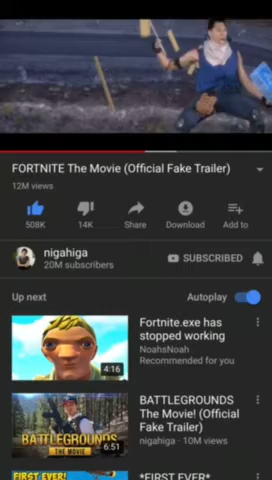 FORTNITE The Movie (Official Fake Trailer)
12M views
508K
14K
Share
Download
Add to
nigahiga
20M subscribers
SUBSCRIBED
Up next
Autoplay
4:16
Fortnite.exe has
stopped working
NoahsNoah
Recommended for you
BATTLEGROUNDS
THE MOVIE
6:51
BATTLEGROUNDS
The Movie! (Official
Fake Trailer)
nigahiga · 10M views
FIRST EVER!
*FIRST EVER*